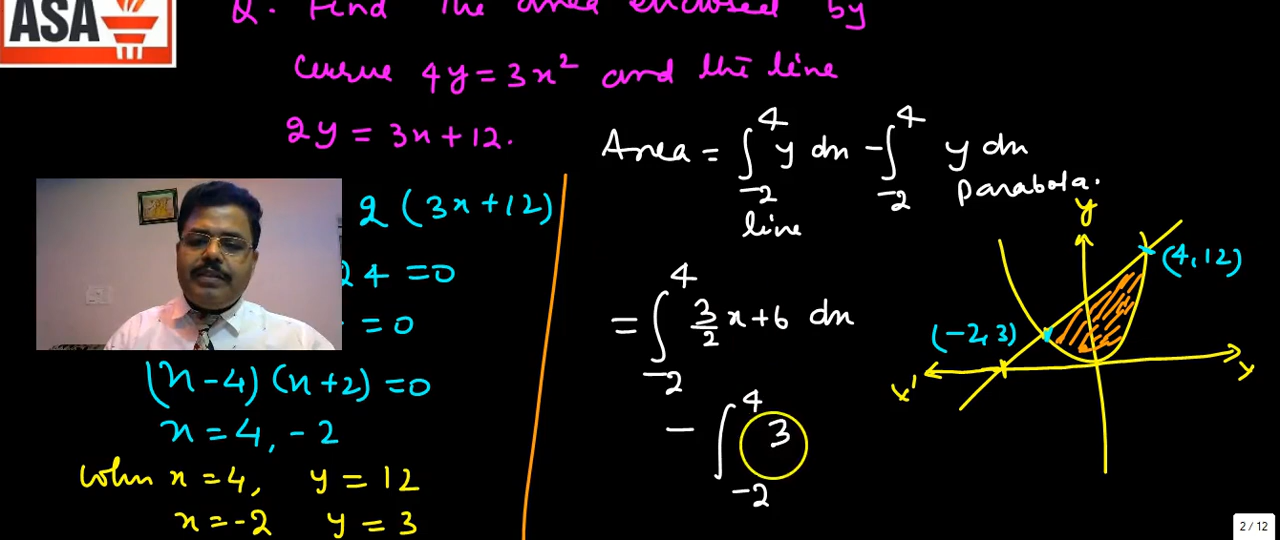 ASA
Q. Find the area enclosed by
curve 4y = 3x² and the line
2y = 3x + 12.
2 (3x + 12)
24 = 0
= 0
(x - 4) (x + 2) = 0
x = 4, -2
When x = 4, y = 12
x = -2 y = 3
Area = ∫₋₂⁴ y dx - ∫₋₂⁴ y dx
line parabola.
= ∫₋₂⁴ 3/2 x + 6 dx
- ∫₋₂⁴ 3
y
(4, 12)
(-2, 3)
x' x
2 / 12